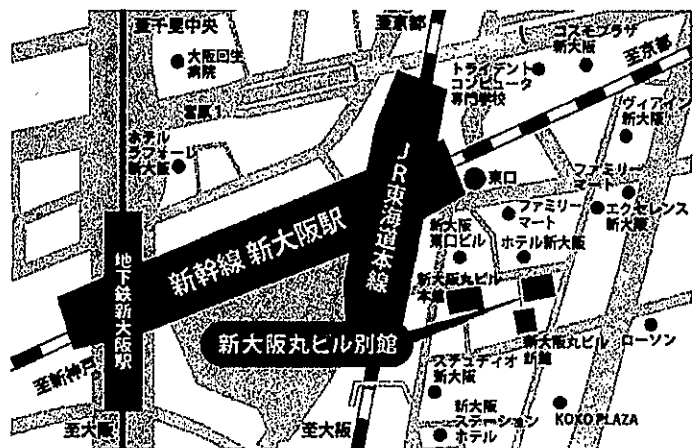 至千里中央
大阪回生
病院
宮原1
ホテル
ラフォーレ
新大阪
至京都
コスモプラザ
新大阪
至京都
トライデント
コンピュータ
専門学校
ヴィアイン
新大阪
東口
ファミリー
マート
ファミリー
マート
エクセレンス
新大阪
JR東海道本線
新幹線 新大阪駅
地下鉄新大阪駅
新大阪
東口ビル
ホテル新大阪
新大阪丸ビル
本館
新大阪丸ビル別館
新大阪丸ビル
新館
ローソン
ステュディオ
新大阪
新大阪
ステーション
ホテル
KOKO PLAZA
至新神戸
至大阪
至大阪